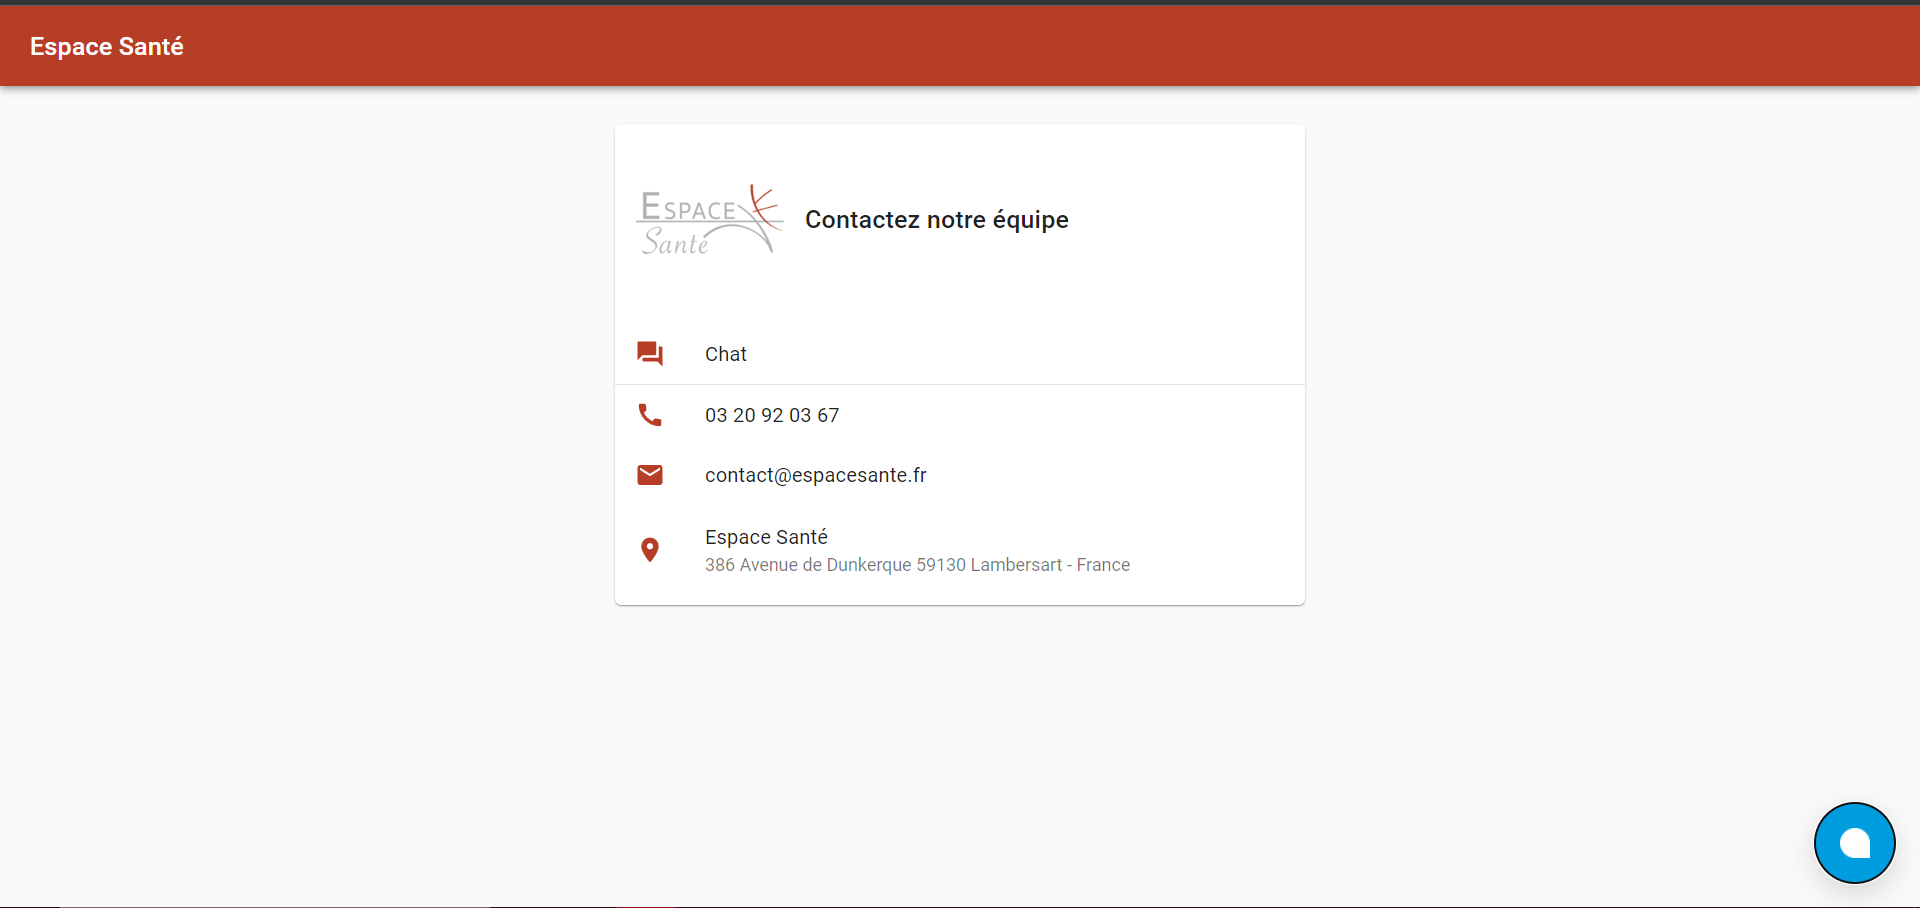 Espace Santé
ESPACE
Santé
Contactez notre équipe
Chat
03 20 92 03 67
contact@espacesante.fr
Espace Santé
386 Avenue de Dunkerque 59130 Lambersart - France